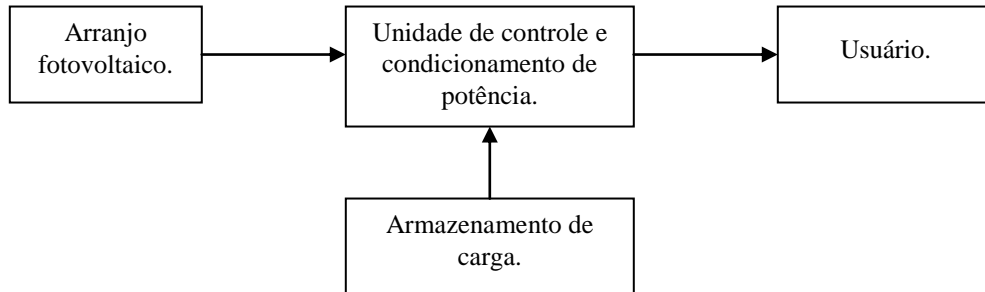 Arranjo
fotovoltaico.
Unidade de controle e
condicionamento de
potência.
Usuário.
Armazenamento de
carga.